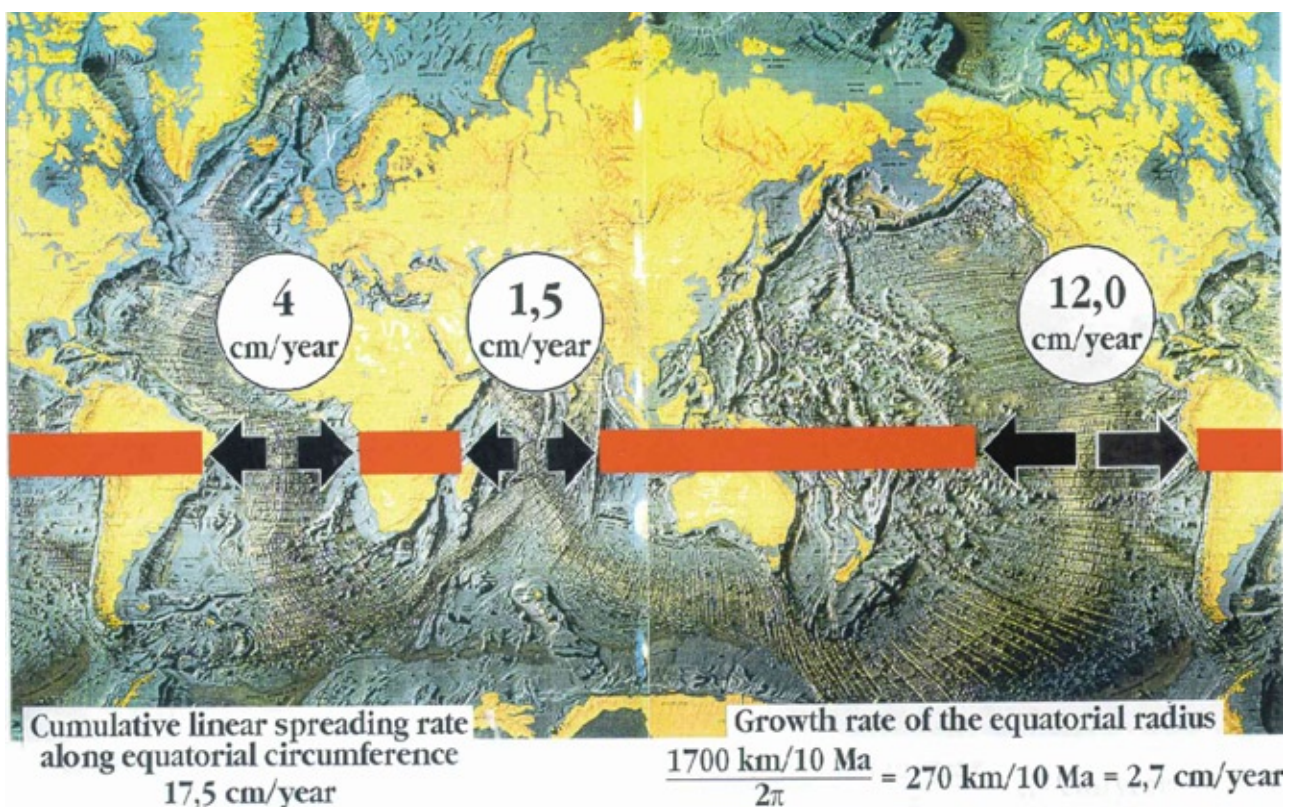 4
cm/year
1,5
cm/year
12,0
cm/year
Cumulative linear spreading rate
along equatorial circumference
17,5 cm/year
Growth rate of the equatorial radius
1700 km/10 Ma
= 270 km/10 Ma = 2,7 cm/year
2π